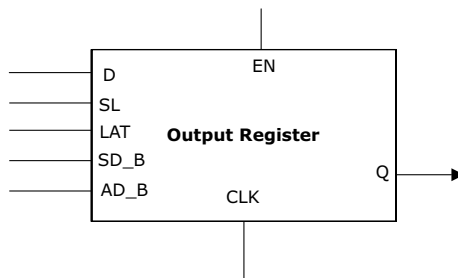 EN
D
SL
LAT
Output Register
SD_B
Q
AD_B
CLK